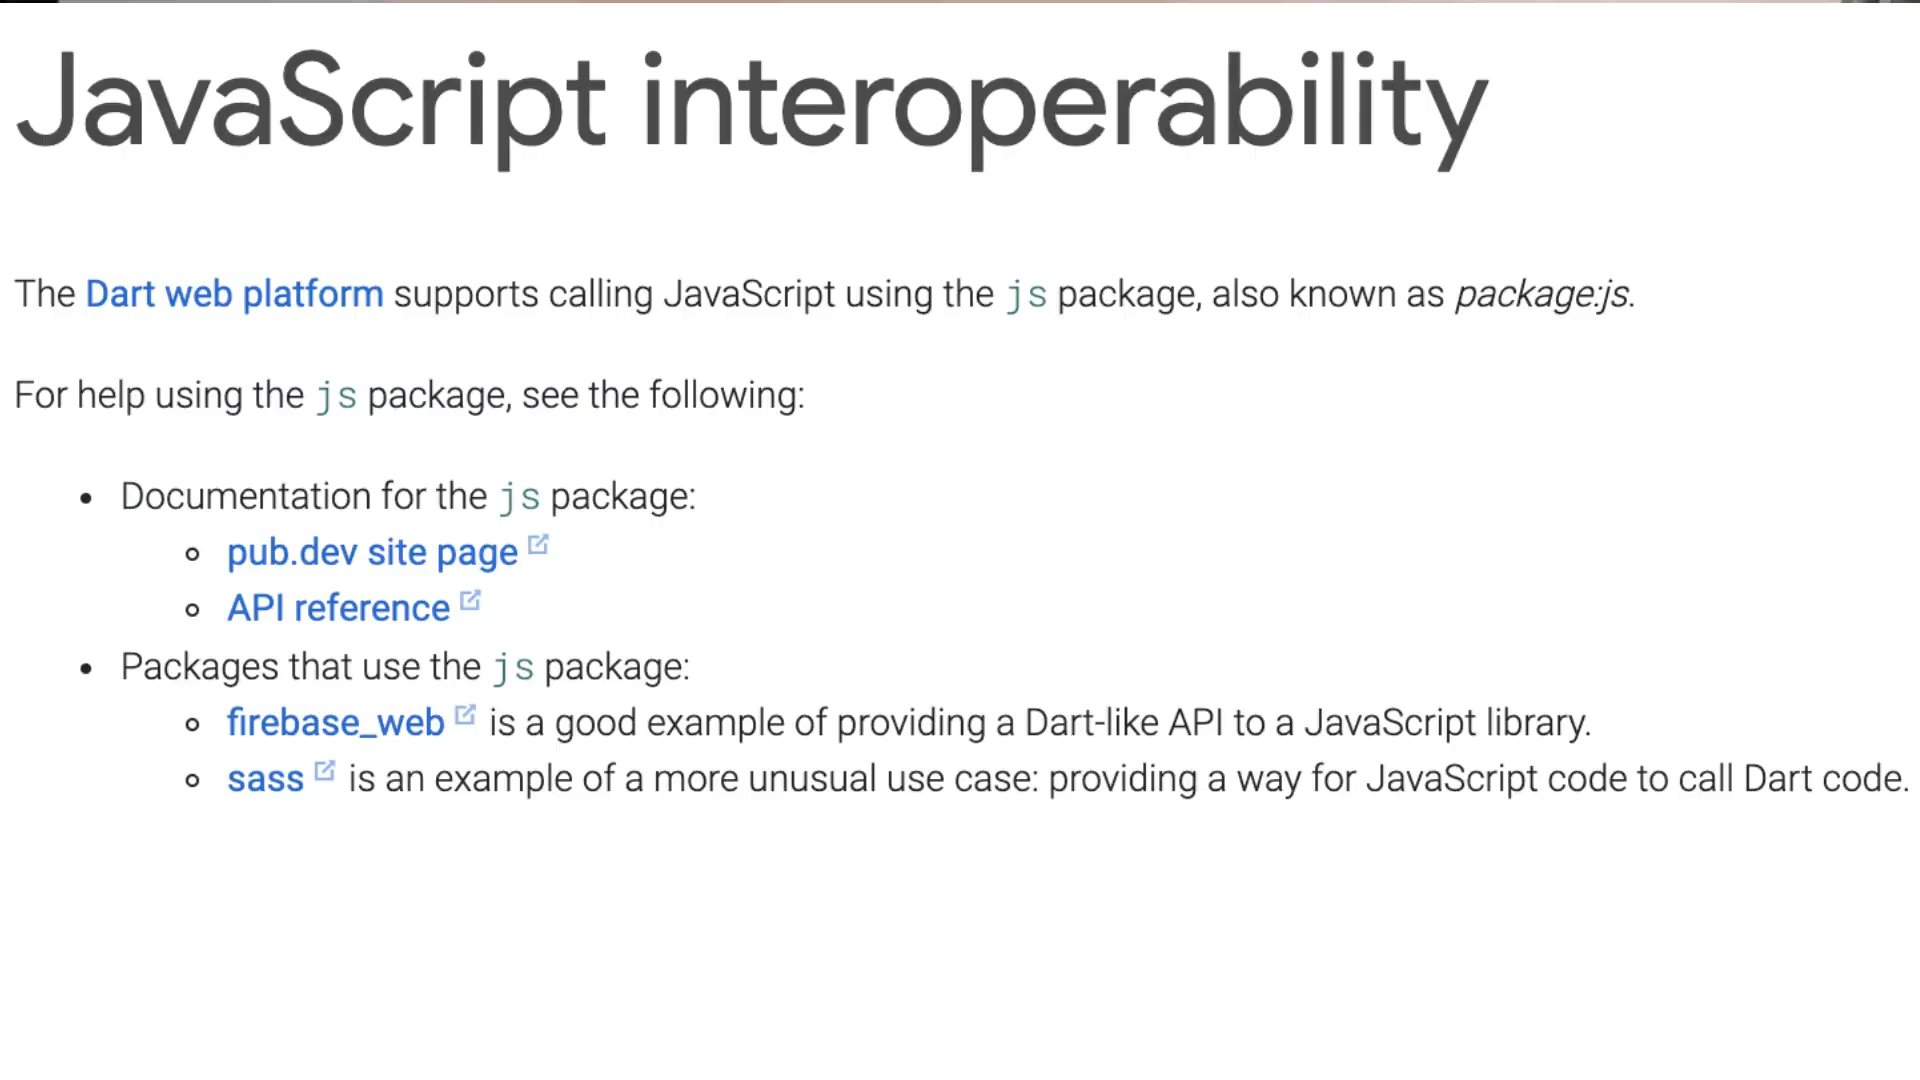 JavaScript interoperability
The Dart web platform supports calling JavaScript using the js package, also known as package:js.
For help using the js package, see the following:
• Documentation for the js package:
pub.dev site page
API reference
• Packages that use the js package:
firebase_web is a good example of providing a Dart-like API to a JavaScript library.
sass is an example of a more unusual use case: providing a way for JavaScript code to call Dart code.